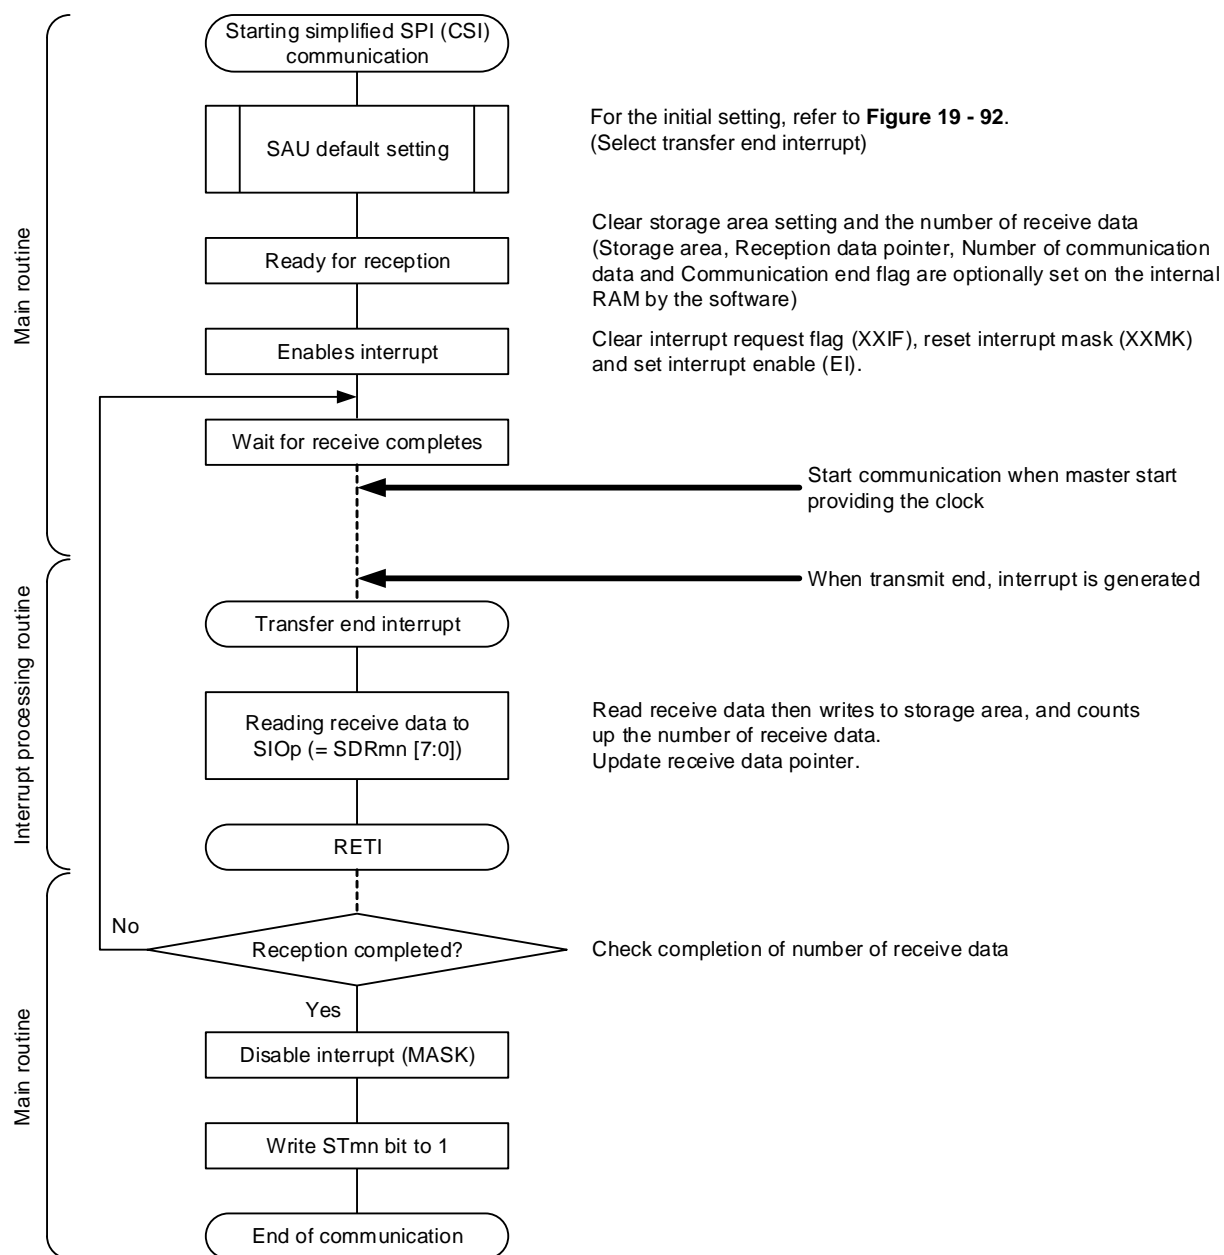 Starting simplified SPI (CSI)
communication
SAU default setting
For the initial setting, refer to Figure 19 - 92.
(Select transfer end interrupt)
Main routine
Ready for reception
Clear storage area setting and the number of receive data
(Storage area, Reception data pointer, Number of communication
data and Communication end flag are optionally set on the internal
RAM by the software)
Enables interrupt
Clear interrupt request flag (XXIF), reset interrupt mask (XXMK)
and set interrupt enable (EI).
Wait for receive completes
Start communication when master start
providing the clock
When transmit end, interrupt is generated
Interrupt processing routine
Transfer end interrupt
Reading receive data to
SIOp (= SDRmn [7:0])
Read receive data then writes to storage area, and counts
up the number of receive data.
Update receive data pointer.
RETI
Main routine
No
Reception completed?
Check completion of number of receive data
Yes
Disable interrupt (MASK)
Write STmn bit to 1
End of communication